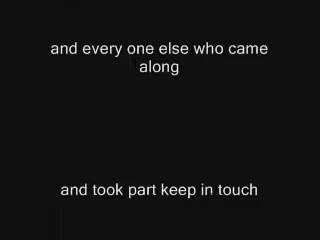 and every one else who came
along
and took part keep in touch